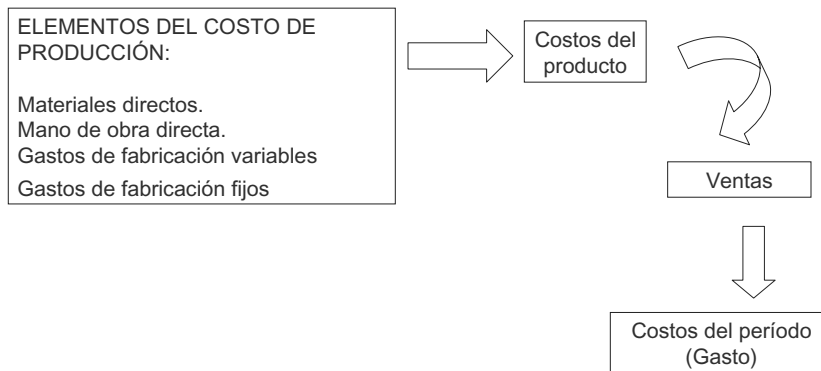 ELEMENTOS DEL COSTO DE
PRODUCCIÓN:
Materiales directos.
Mano de obra directa.
Gastos de fabricación variables
Gastos de fabricación fijos
Costos del
producto
Ventas
Costos del período
(Gasto)